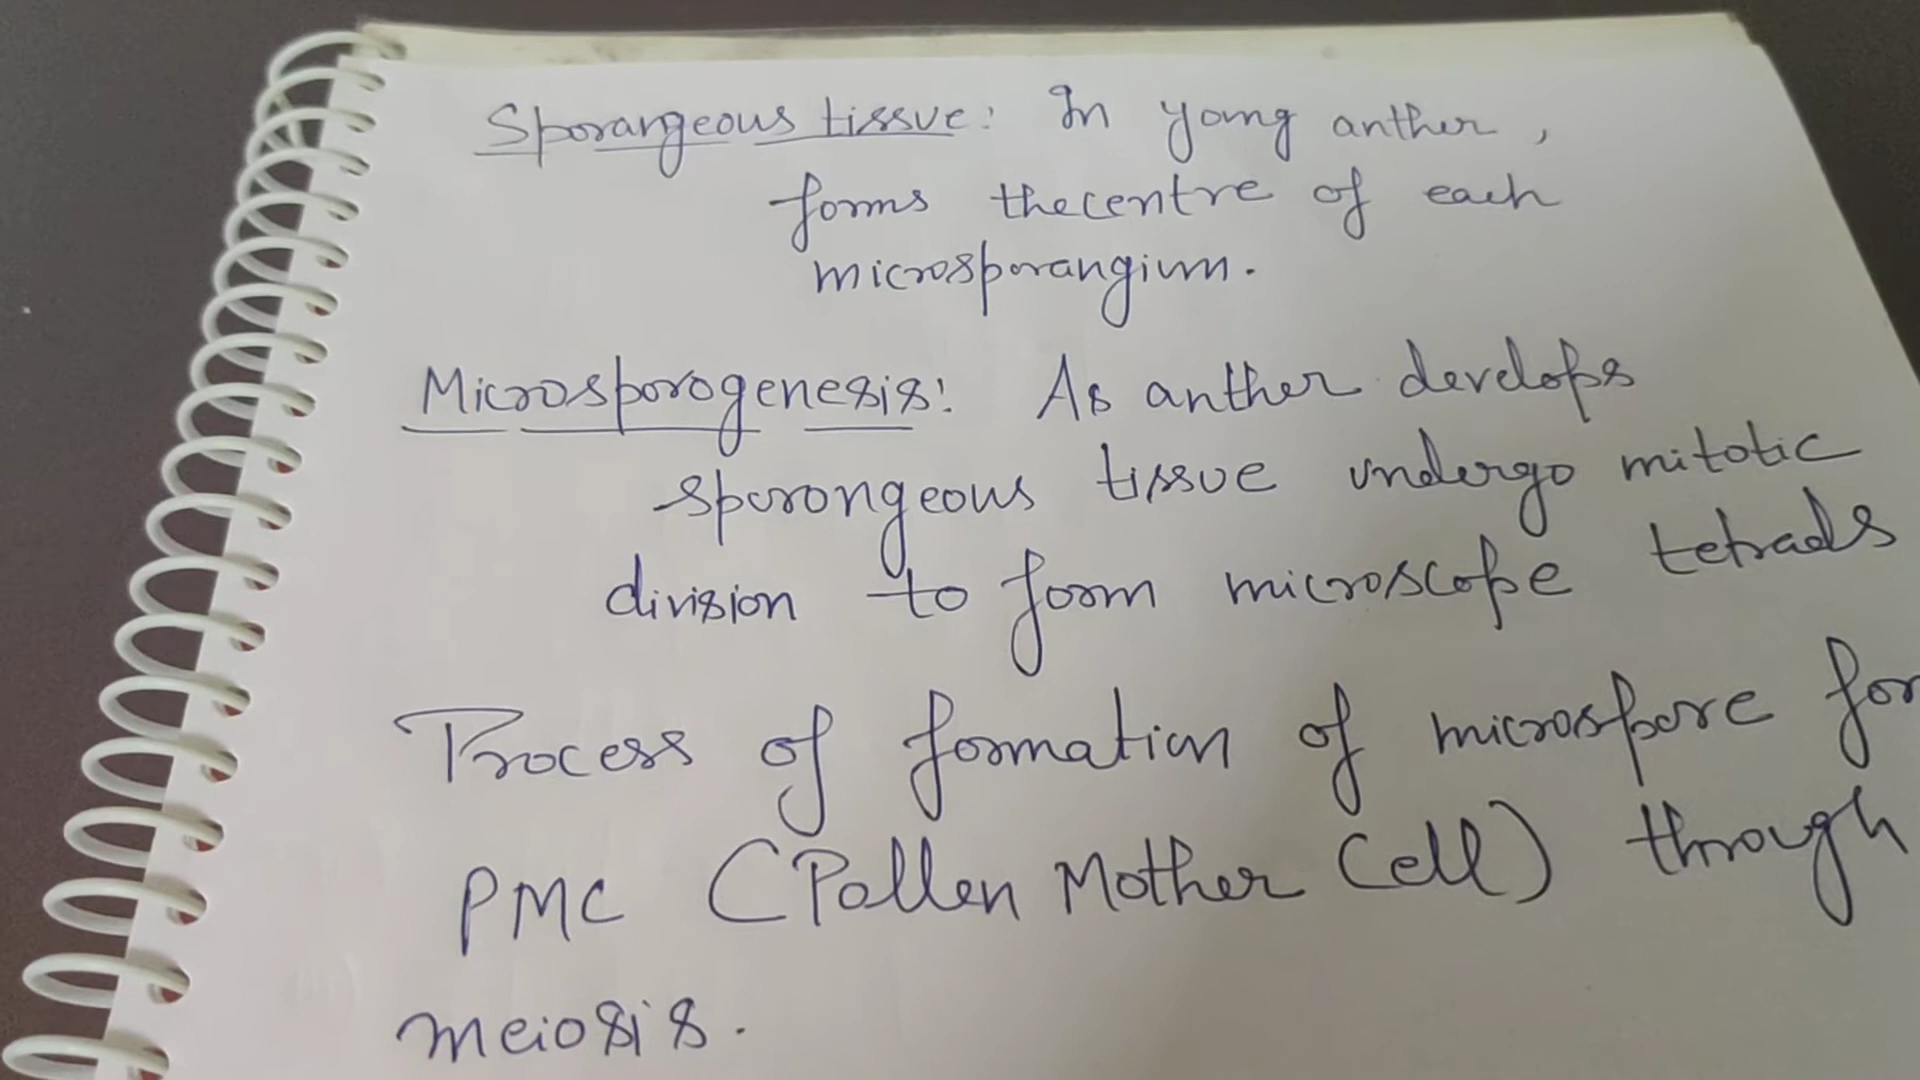 Sporangeous tissue: In young anther,
forms the centre of each
microsporangium.
Microsporogenesis: As anther develops
sporongeous tissue undergo mitotic
division to form microscope tetrads
Process of formation of microspore for
PMC (Pollen Mother Cell) through
meiosis.